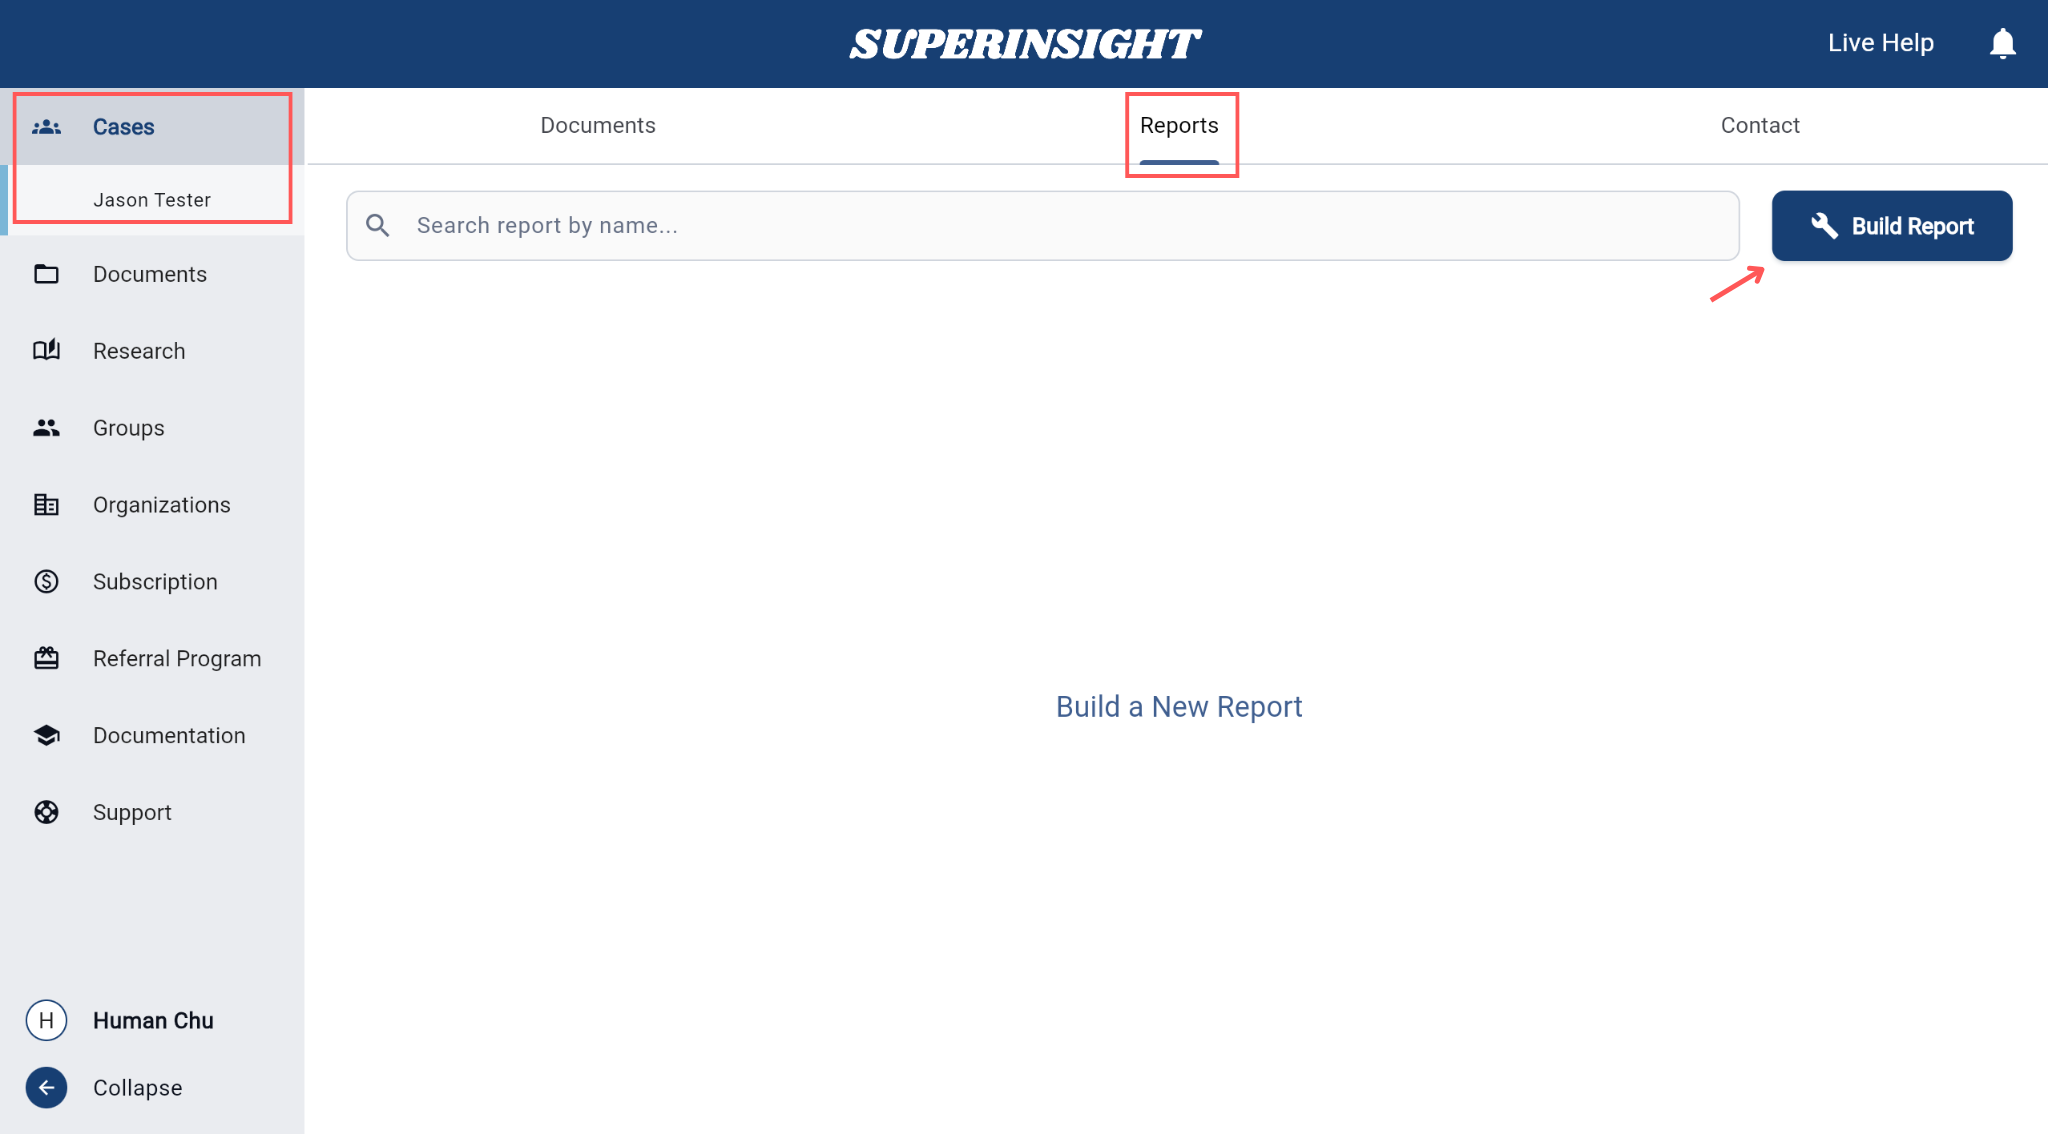 SUPERINSIGHT
Live Help
Cases
Jason Tester
Documents
Research
Groups
Organizations
Subscription
Referral Program
Documentation
Support
H
Human Chu
Collapse
Documents
Reports
Contact
Search report by name...
Build Report
Build a New Report